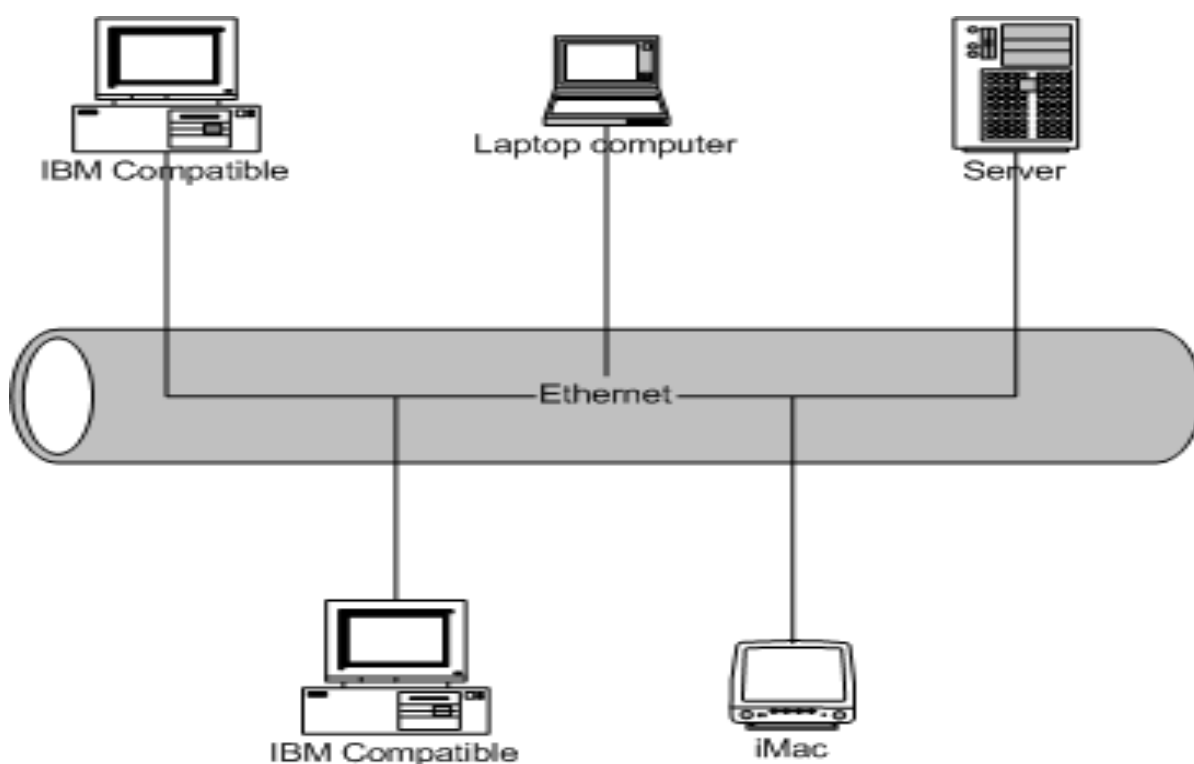 Laptop computer
IBM Compatible
Server
Ethernet
IBM Compatible
iMac